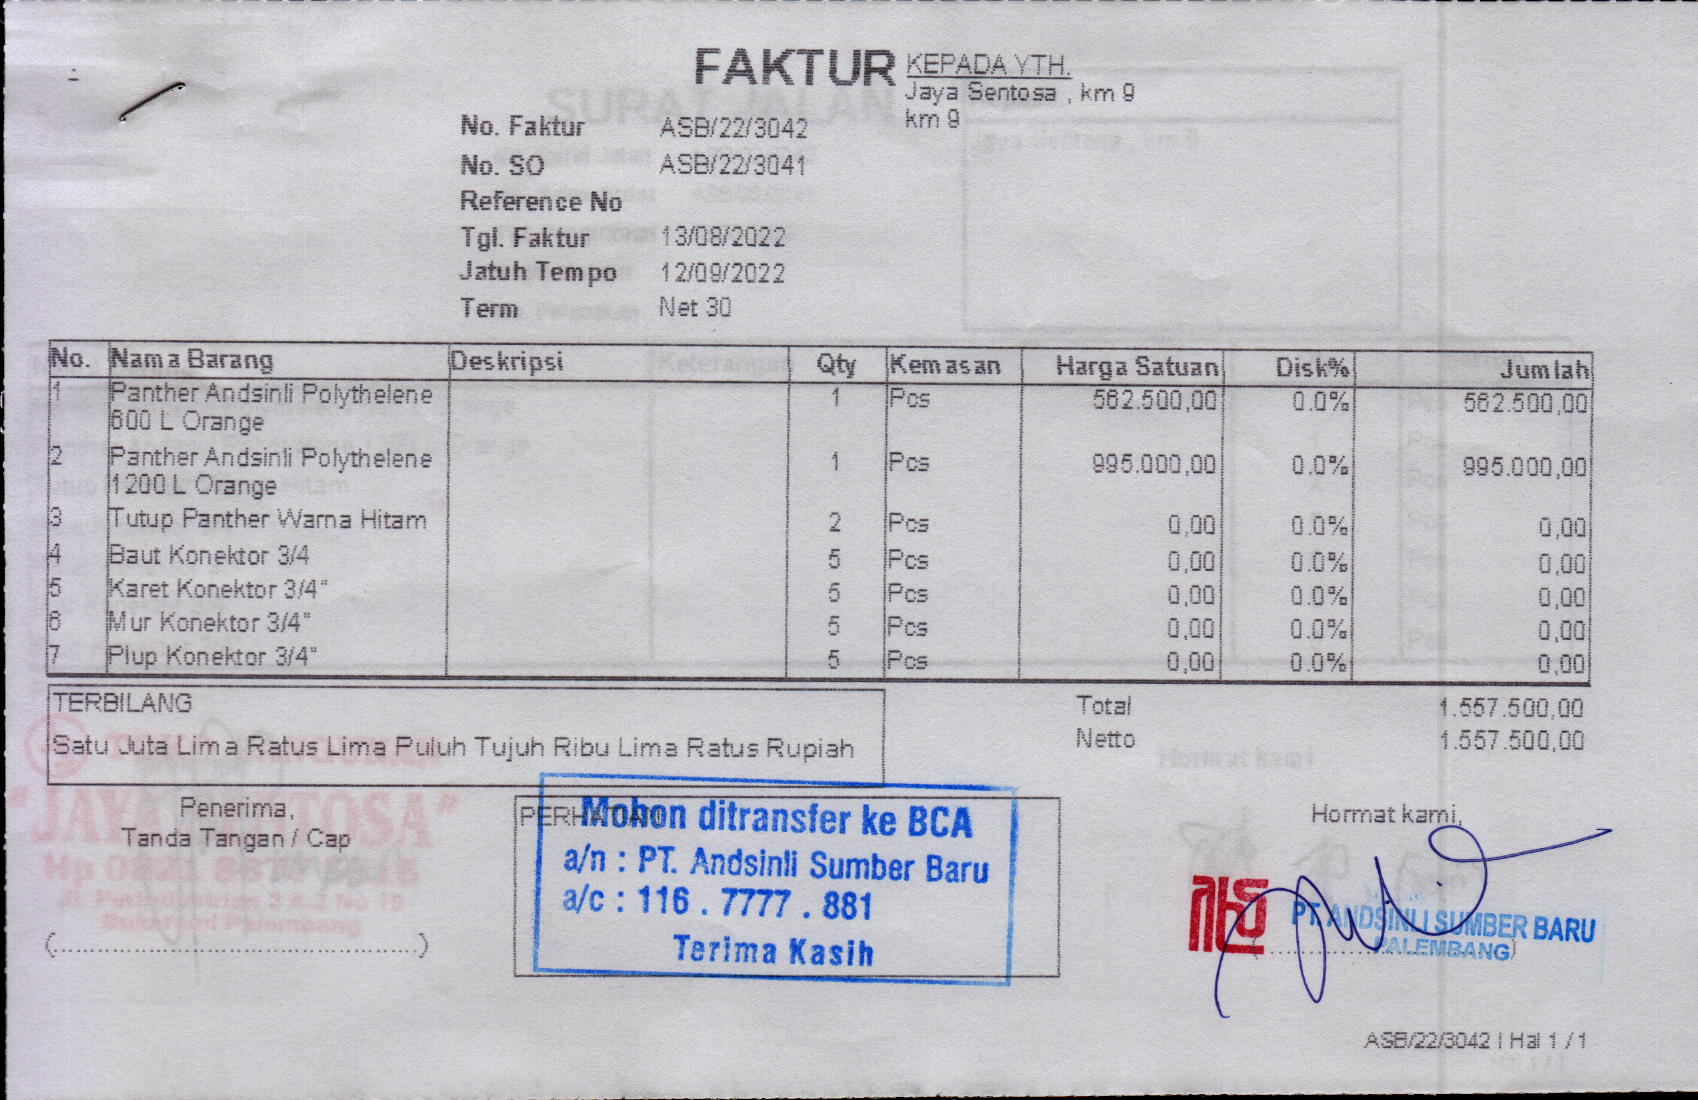 FAKTUR
KEPADA YTH.
Jaya Sentosa , km 9
km 9
No. Faktur ASB/22/3042
No. SO ASB/22/3041
Reference No
Tgl. Faktur 13/08/2022
Jatuh Tempo 12/09/2022
Term Net 30
No. Nama Barang Deskripsi Qty Kemasan Harga Satuan Disk% Jumlah
1 Panther Andsinli Polythelene 1 Pcs 562.500,00 0.0% 562.500,00
600 L Orange
2 Panther Andsinli Polythelene 1 Pcs 995.000,00 0.0% 995.000,00
1200 L Orange
3 Tutup Panther Warna Hitam 2 Pcs 0,00 0.0% 0,00
4 Baut Konektor 3/4 5 Pcs 0,00 0.0% 0,00
5 Karet Konektor 3/4" 5 Pcs 0,00 0.0% 0,00
6 Mur Konektor 3/4" 5 Pcs 0,00 0.0% 0,00
7 Plup Konektor 3/4" 5 Pcs 0,00 0.0% 0,00
TERBILANG
Satu Juta Lima Ratus Lima Puluh Tujuh Ribu Lima Ratus Rupiah
Total 1.557.500,00
Netto 1.557.500,00
Penerima,
Tanda Tangan / Cap
(......................................................)
"JAYA SENTOSA"
PERHATIAN
Mohon ditransfer ke BCA
a/n : PT. Andsinli Sumber Baru
a/c : 116 . 7777 . 881
Terima Kasih
Hormat kami,
PT. ANDSINLI SUMBER BARU
PALEMBANG
ASB/22/3042 | Hal 1 / 1